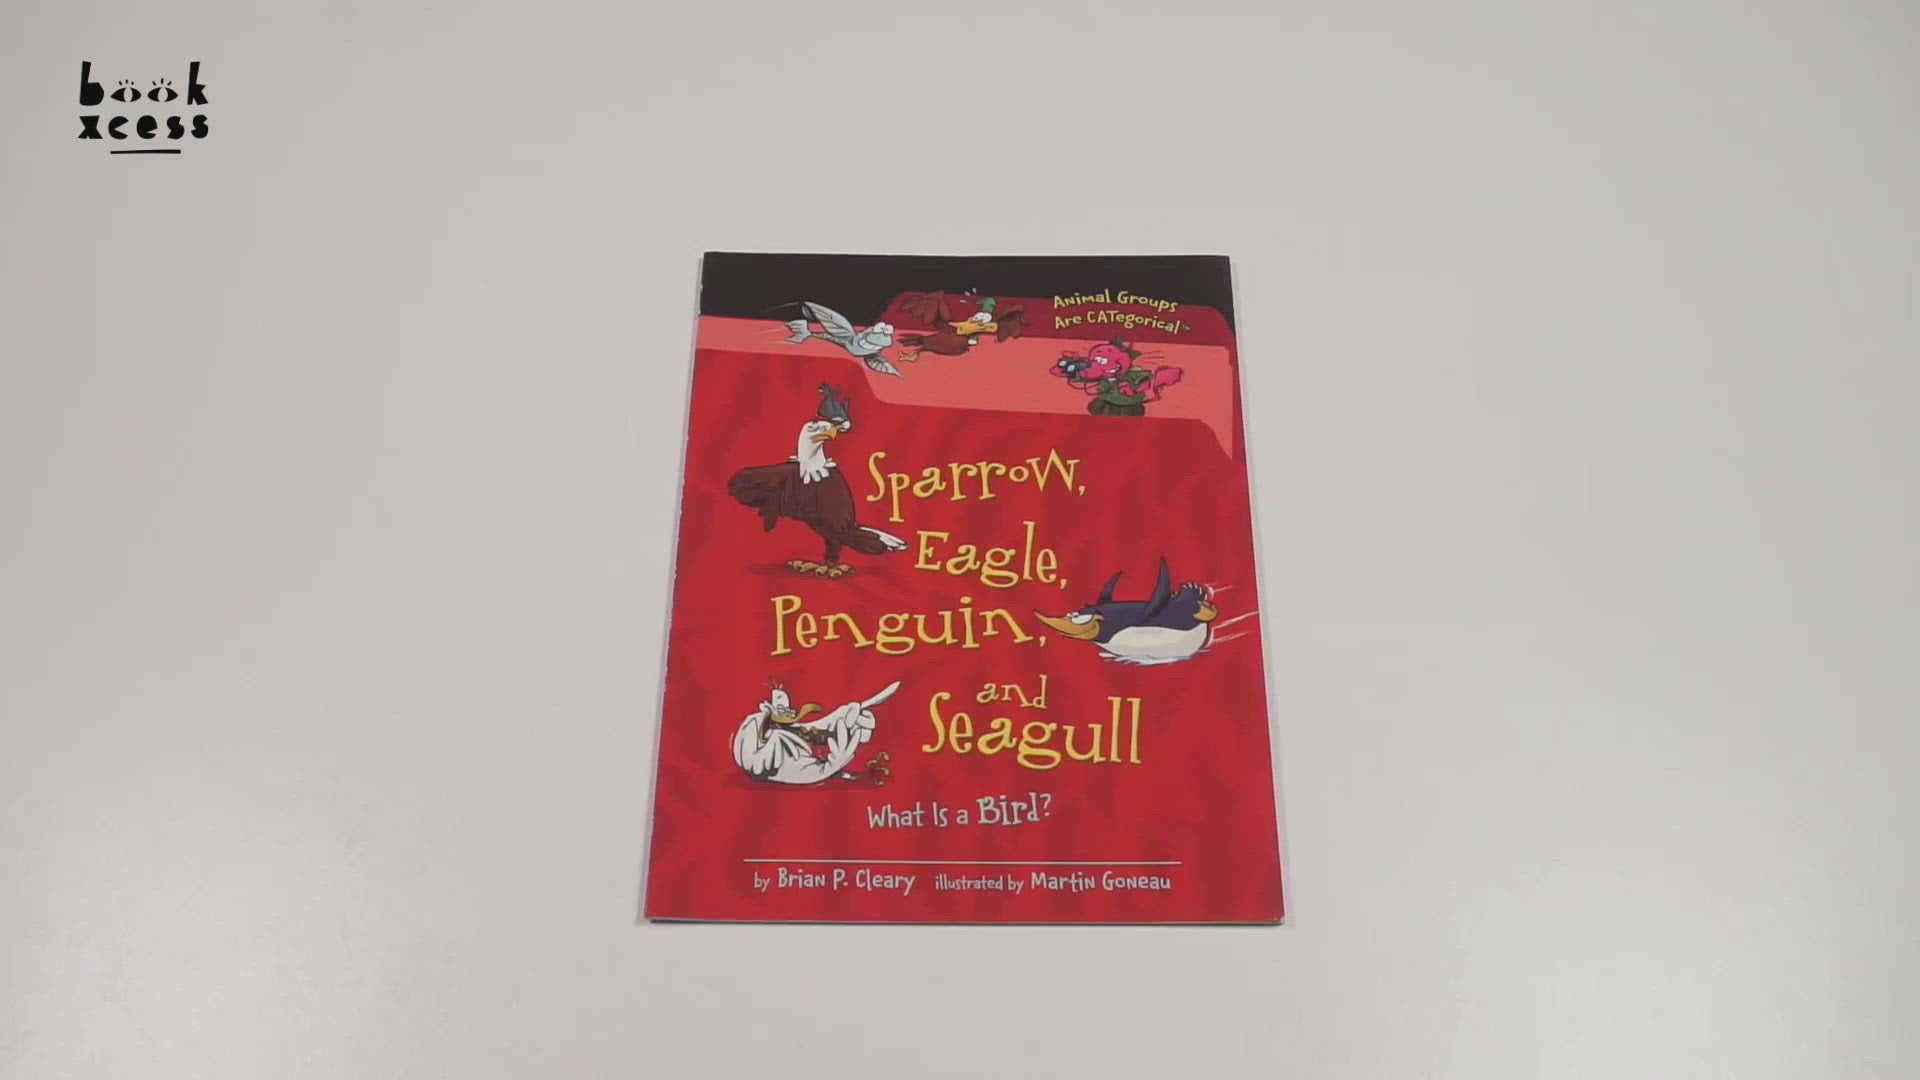 book
xcess
Animal Groups
Are CATegorical™
Sparrow,
Eagle,
Penguin,
and
Seagull
What Is a Bird?
by Brian P. Cleary illustrated by Martin Goneau